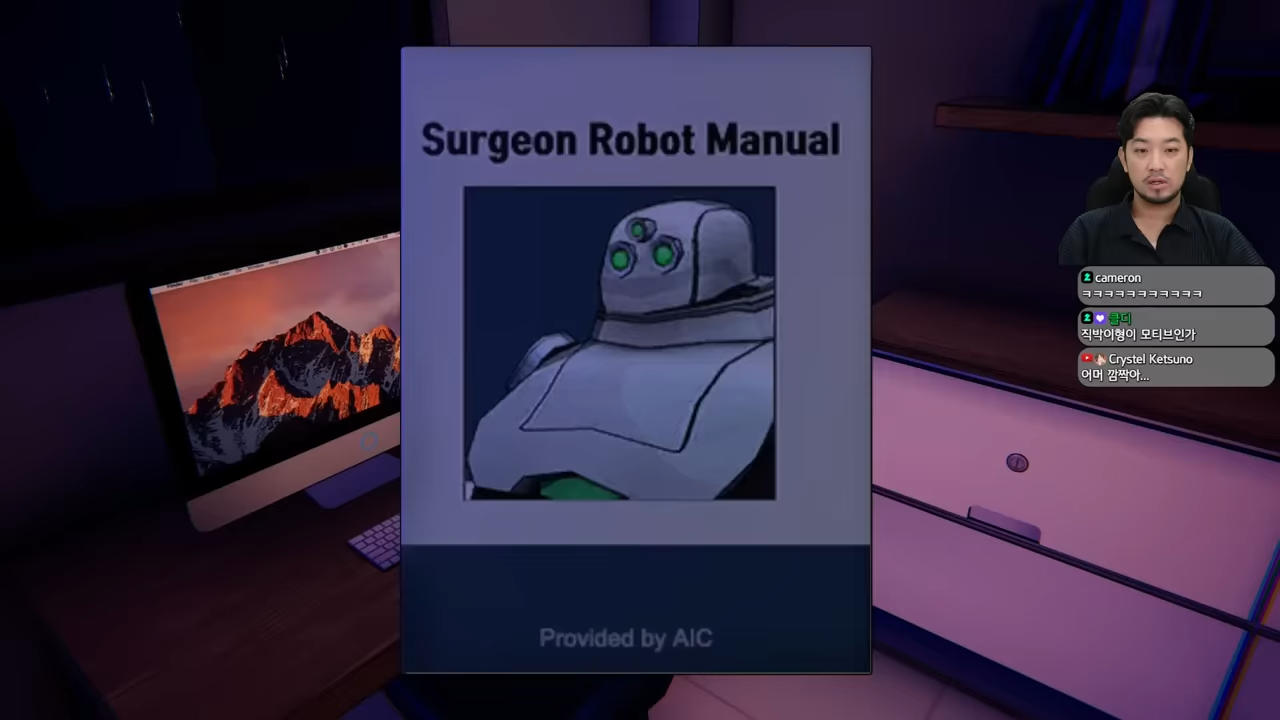 Surgeon Robot Manual
Provided by AIC
cameron
ㅋㅋㅋㅋㅋㅋㅋㅋㅋㅋㅋ
클디
직박이형이 모티브인가
Crystel Ketsuno
어머 깜짝아...